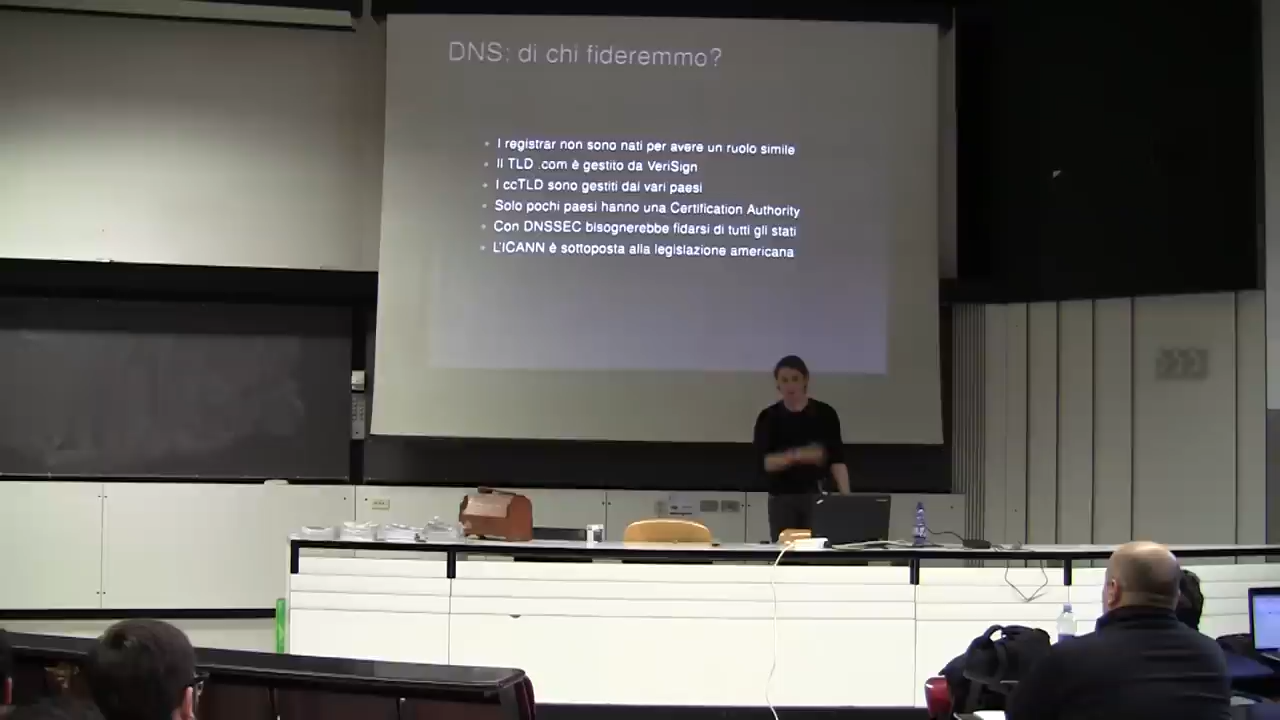 DNS: di chi fideremmo?
I registrar non sono nati per avere un ruolo simile
Il TLD .com è gestito da VeriSign
I ccTLD sono gestiti dai vari paesi
Solo pochi paesi hanno una Certification Authority
Con DNSSEC bisognerebbe fidarsi di tutti gli stati
L'ICANN è sottoposta alla legislazione americana